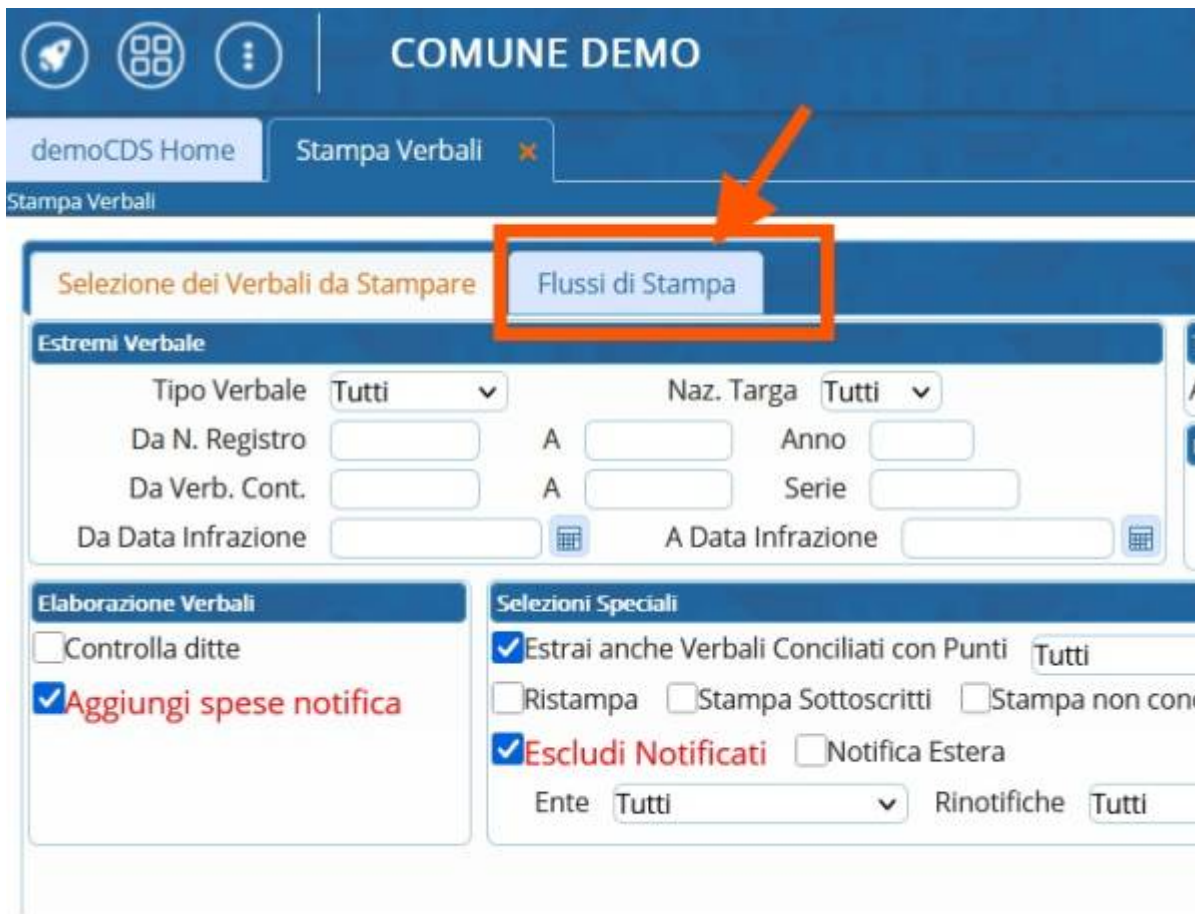 COMUNE DEMO
demoCDS Home Stampa Verbali
Stampa Verbali
Selezione dei Verbali da Stampare Flussi di Stampa
Estremi Verbale
Tipo Verbale Tutti Naz. Targa Tutti
Da N. Registro A Anno
Da Verb. Cont. A Serie
Da Data Infrazione A Data Infrazione
Elaborazione Verbali Selezioni Speciali
Controlla ditte Estrai anche Verbali Conciliati con Punti Tutti
Aggiungi spese notifica Ristampa Stampa Sottoscritti Stampa non
Escludi Notificati Notifica Estera
Ente Tutti Rinotifiche Tutti